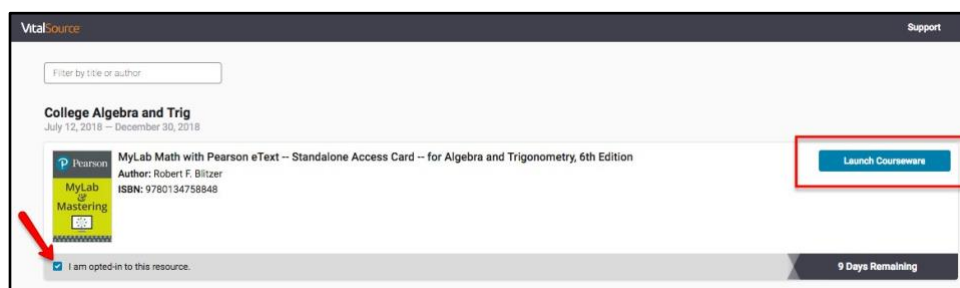 VitalSource
Support
Filter by title or author
College Algebra and Trig
July 12, 2018 — December 30, 2018
MyLab Math with Pearson eText -- Standalone Access Card -- for Algebra and Trigonometry, 6th Edition
Author: Robert F. Blitzer
ISBN: 9780134758848
Launch Courseware
Pearson
MyLab
&
Mastering
I am opted-in to this resource.
9 Days Remaining